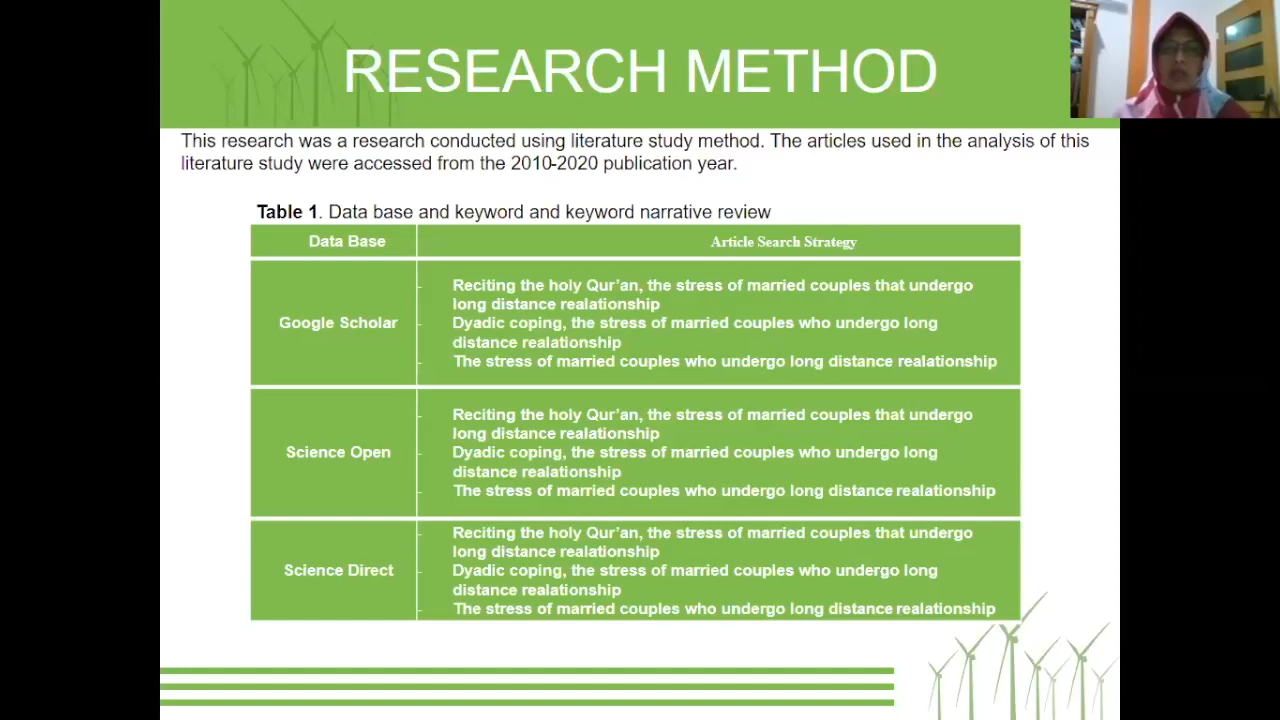 RESEARCH METHOD
This research was a research conducted using literature study method. The articles used in the analysis of this
literature study were accessed from the 2010-2020 publication year.
Table 1. Data base and keyword and keyword narrative review
Data Base
Article Search Strategy
Google Scholar
- Reciting the holy Qur’an, the stress of married couples that undergo
long distance realationship
- Dyadic coping, the stress of married couples who undergo long
distance realationship
- The stress of married couples who undergo long distance realationship
Science Open
- Reciting the holy Qur’an, the stress of married couples that undergo
long distance realationship
- Dyadic coping, the stress of married couples who undergo long
distance realationship
- The stress of married couples who undergo long distance realationship
Science Direct
- Reciting the holy Qur’an, the stress of married couples that undergo
long distance realationship
- Dyadic coping, the stress of married couples who undergo long
distance realationship
- The stress of married couples who undergo long distance realationship